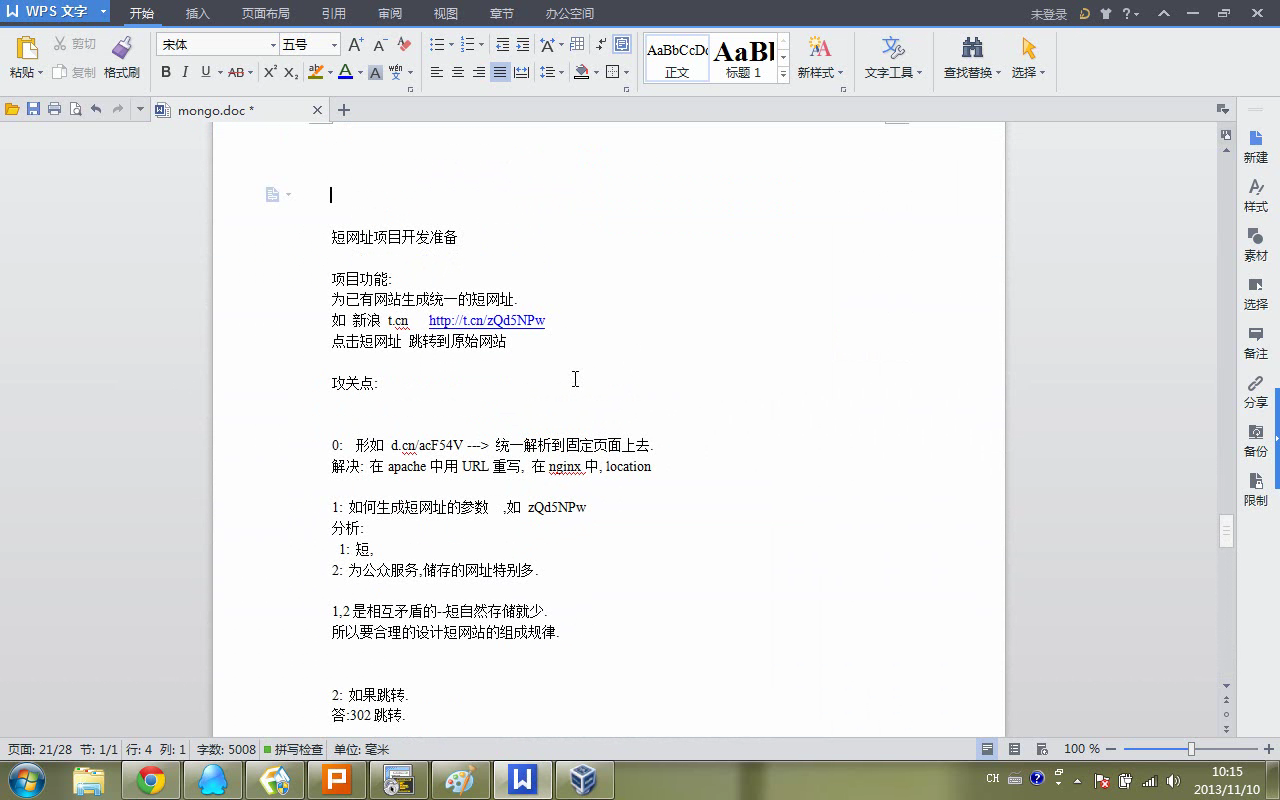 WPS 文字
开始 插入 页面布局 引用 审阅 视图 章节 办公空间
未登录
粘贴 剪切 复制 格式刷
宋体 五号
B I U AB X² X₂ A A wén
AaBbCcDc 正文
AaBl 标题 1
新样式 文字工具 查找替换 选择
mongo.doc *
短网址项目开发准备
项目功能:
为已有网站生成统一的短网址.
如 新浪 t.cn http://t.cn/zQd5NPw
点击短网址 跳转到原始网站
攻关点:
0: 形如 d.cn/acF54V ---> 统一解析到固定页面上去.
解决: 在 apache 中用 URL 重写, 在 nginx 中, location
1: 如何生成短网址的参数 ,如 zQd5NPw
分析:
1: 短,
2: 为公众服务,储存的网址特别多.
1,2 是相互矛盾的--短自然存储就少.
所以要合理的设计短网站的组成规律.
2: 如果跳转.
答:302 跳转.
新建
样式
素材
选择
备注
分享
备份
限制
页面: 21/28 节: 1/1 行: 4 列: 1 字数: 5008 拼写检查 单位: 毫米 100 %
CH 10:15
2013/11/10